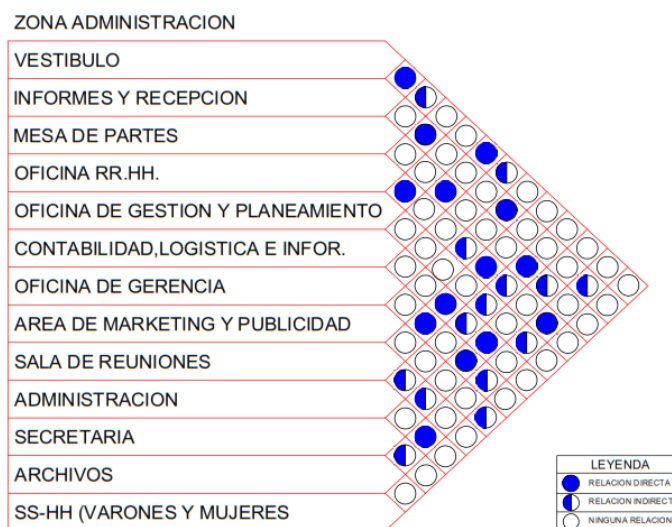 ZONA ADMINISTRACION
VESTIBULO
INFORMES Y RECEPCION
MESA DE PARTES
OFICINA RR.HH.
OFICINA DE GESTION Y PLANEAMIENTO
CONTABILIDAD,LOGISTICA E INFOR.
OFICINA DE GERENCIA
AREA DE MARKETING Y PUBLICIDAD
SALA DE REUNIONES
ADMINISTRACION
SECRETARIA
ARCHIVOS
SS-HH (VARONES Y MUJERES
LEYENDA
RELACION DIRECTA
RELACION INDIRECT
NINGUNA RELACION